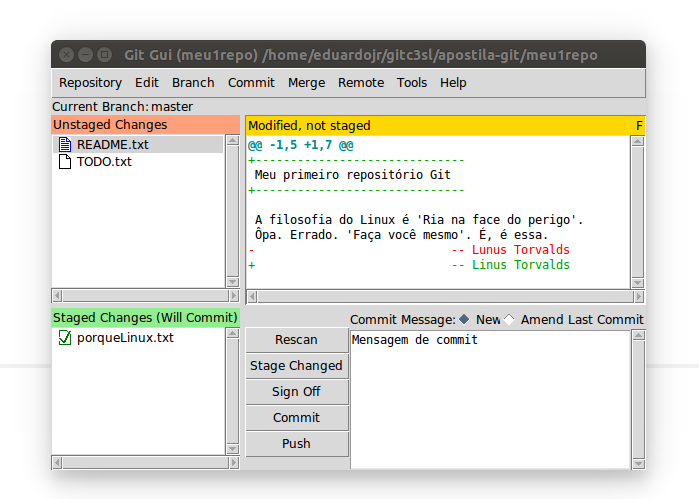 Git Gui (meu1repo) /home/eduardojr/gitc3sl/apostila-git/meu1repo
Repository Edit Branch Commit Merge Remote Tools Help
Current Branch: master
Unstaged Changes
README.txt
TODO.txt
Modified, not staged F
@@ -1,5 +1,7 @@
+-----------------------------
Meu primeiro repositório Git
+-----------------------------
A filosofia do Linux é 'Ria na face do perigo'.
Ôpa. Errado. 'Faça você mesmo'. É, é essa.
- -- Lunus Torvalds
+ -- Linus Torvalds
Staged Changes (Will Commit)
porqueLinux.txt
Rescan
Stage Changed
Sign Off
Commit
Push
Commit Message: New Amend Last Commit
Mensagem de commit